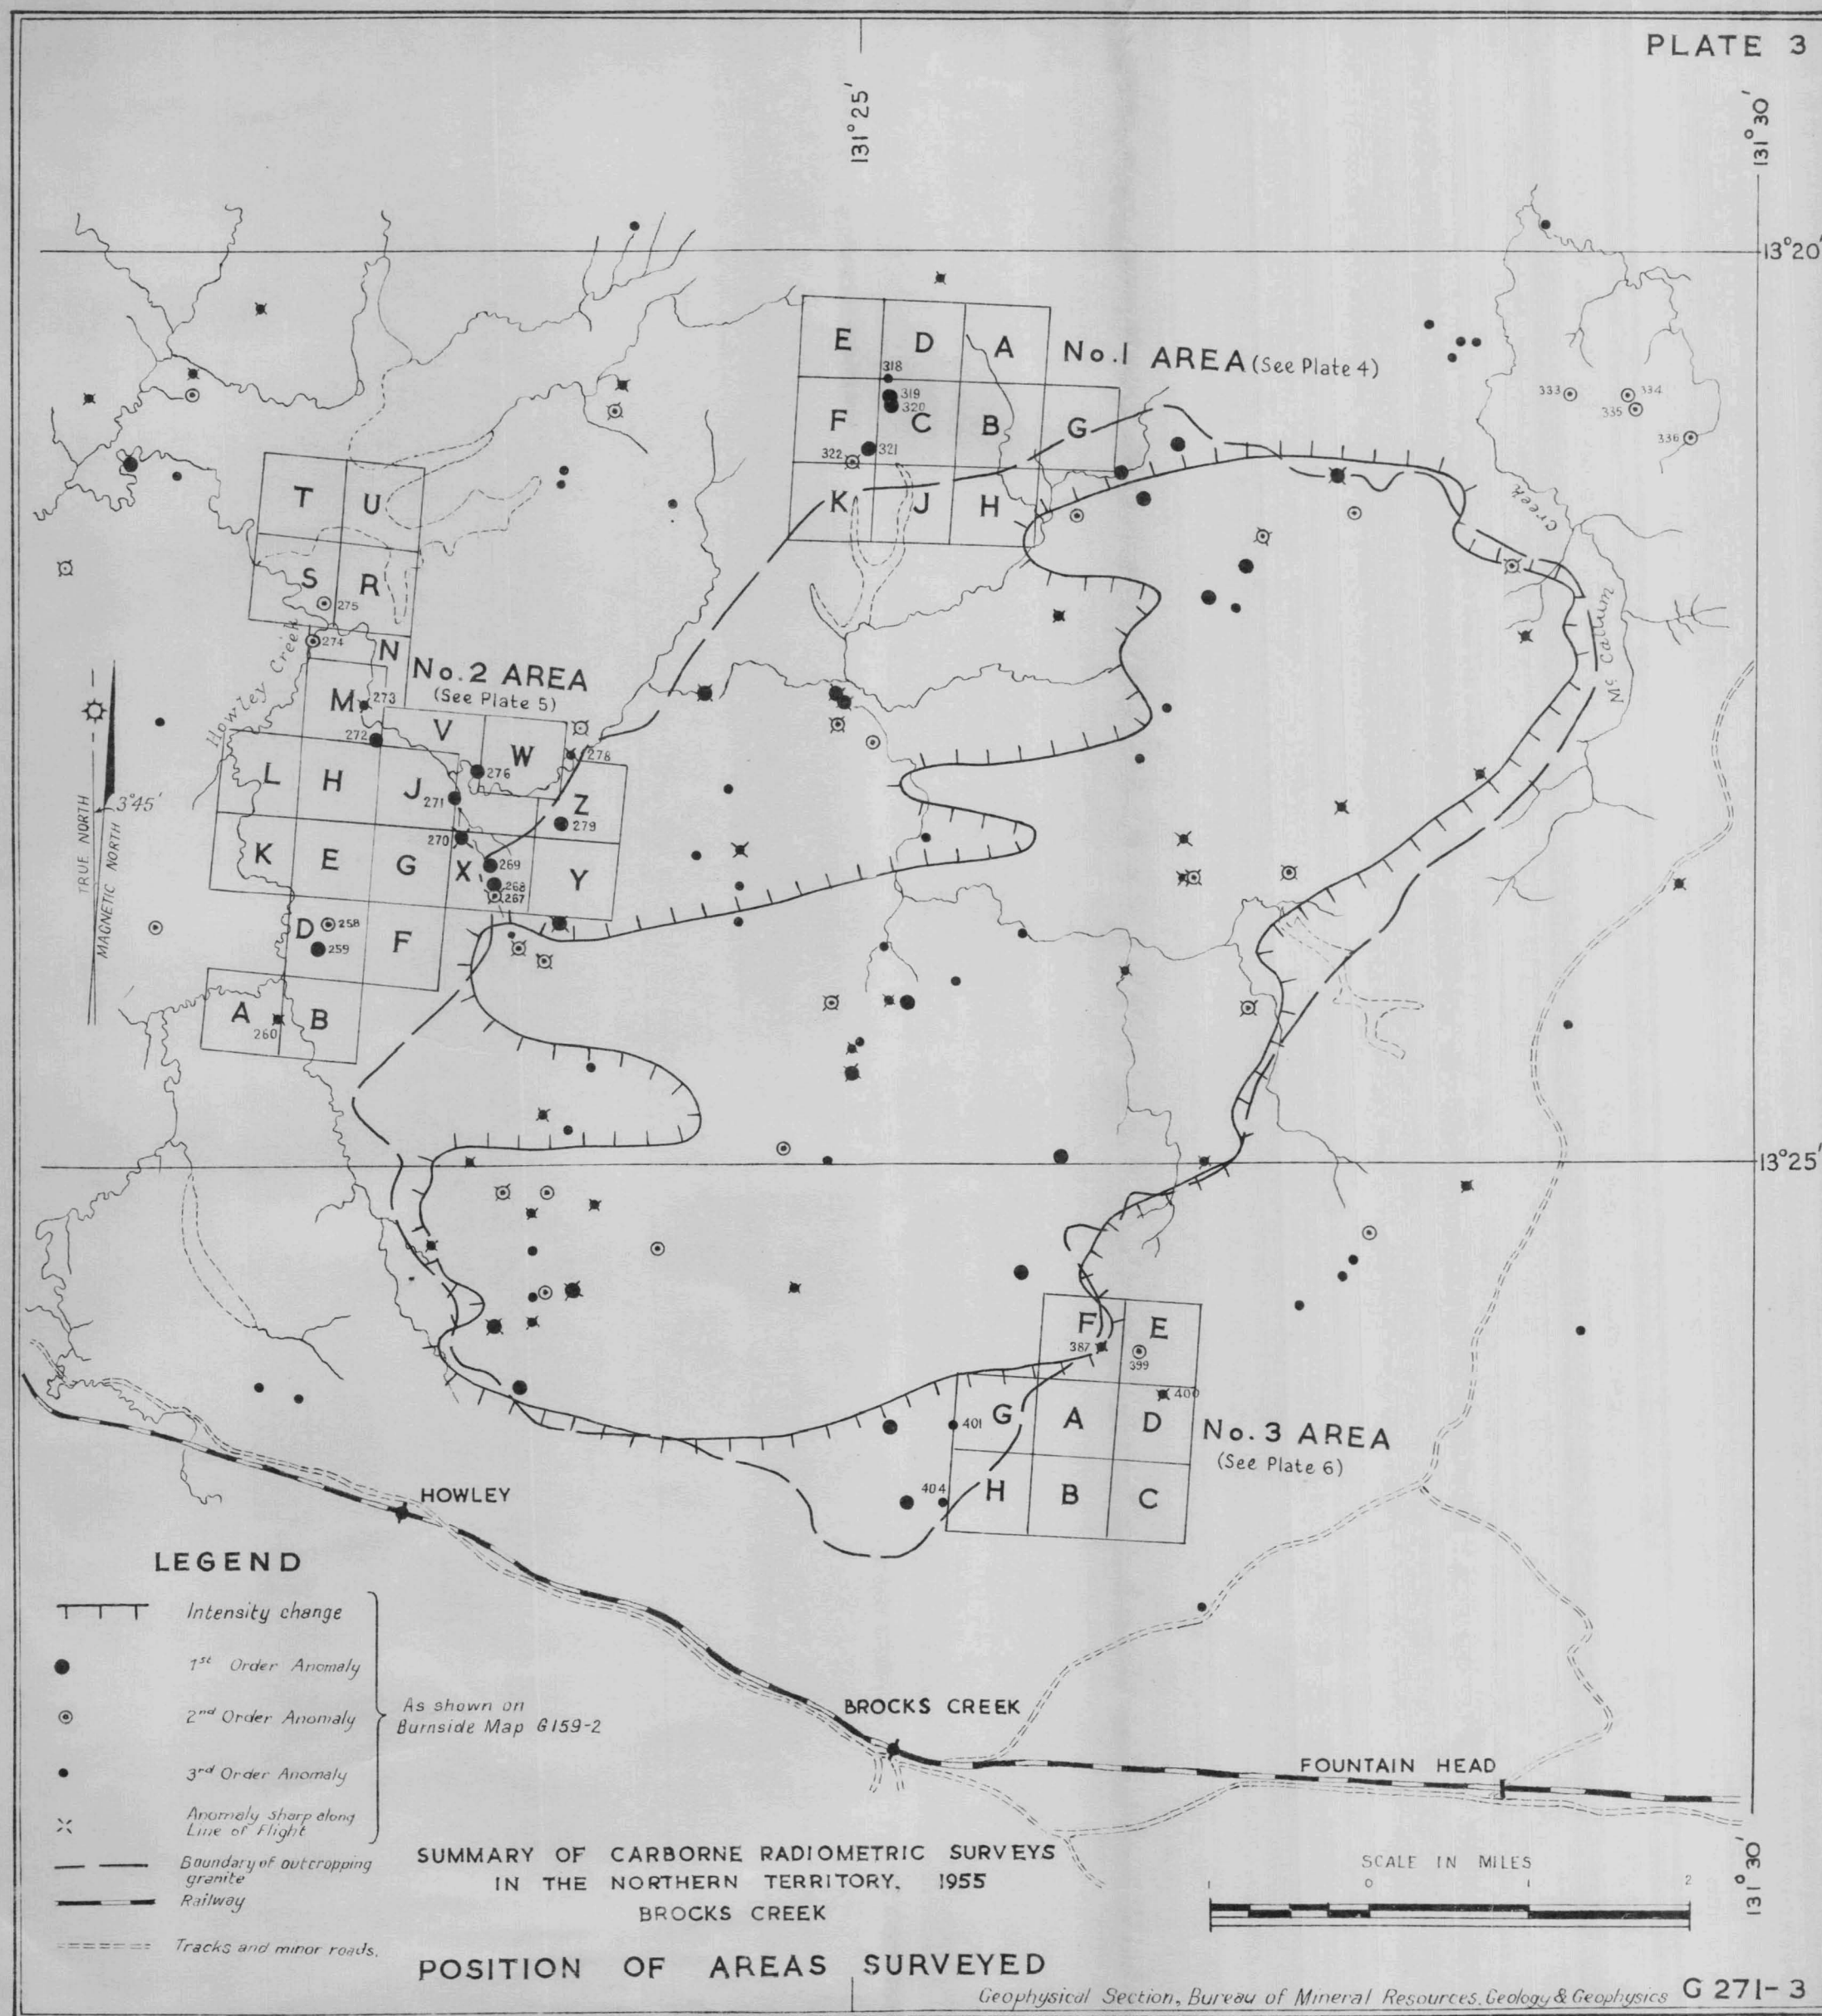 PLATE 3
131°25'
131°30'
13°20'
E D A
No.1 AREA (See Plate 4)
318
319
320
F C B G
321
322
K J H
333
334
335
336
Creek
Mc Callum
T U
S R
275
274
N
Howley Creek
No.2 AREA
(See Plate 5)
M 273
272
V W
278
276
L H J 271
Z
279
270
K E G X
269
268
267
Y
D 258
259
F
A 260 B
TRUE NORTH
MAGNETIC NORTH
3°45'
13°25'
F E
387
399
400
401 G A D
No. 3 AREA
(See Plate 6)
404 H B C
HOWLEY
BROCKS CREEK
FOUNTAIN HEAD
LEGEND
Intensity change
1st Order Anomaly
2nd Order Anomaly
3rd Order Anomaly
Anomaly sharp along
Line of Flight
As shown on
Burnside Map G159-2
Boundary of outcropping
granite
Railway
Tracks and minor roads.
SUMMARY OF CARBORNE RADIOMETRIC SURVEYS
IN THE NORTHERN TERRITORY. 1955
BROCKS CREEK
POSITION OF AREAS SURVEYED
SCALE IN MILES
1 0 1 2
131°30'
Geophysical Section, Bureau of Mineral Resources, Geology & Geophysics
G 271-3